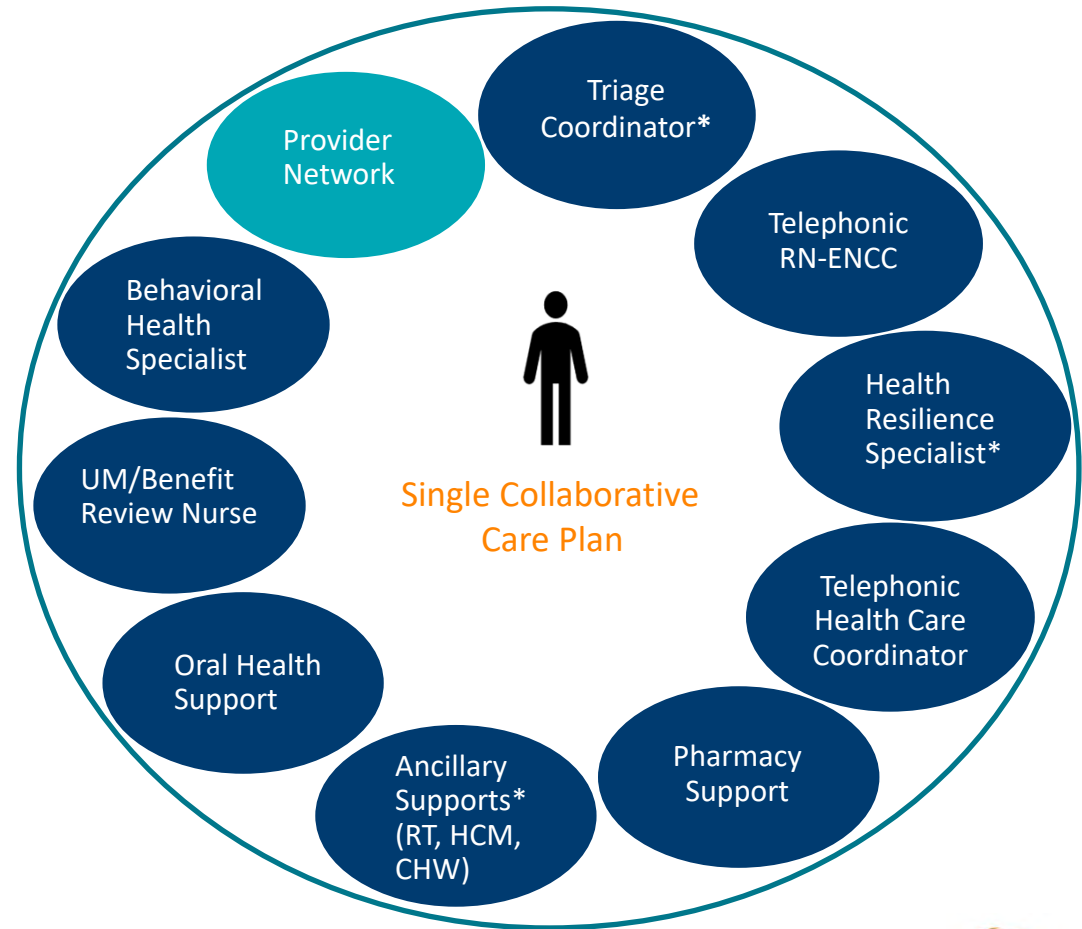 Triage
Coordinator*
Provider
Network
Telephonic
RN-ENCC
Behavioral
Health
Specialist
Health
Resilience
Specialist*
UM/Benefit
Review Nurse
Single Collaborative
Care Plan
Telephonic
Health Care
Coordinator
Oral Health
Support
Pharmacy
Support
Ancillary
Supports*
(RT, HCM,
CHW)